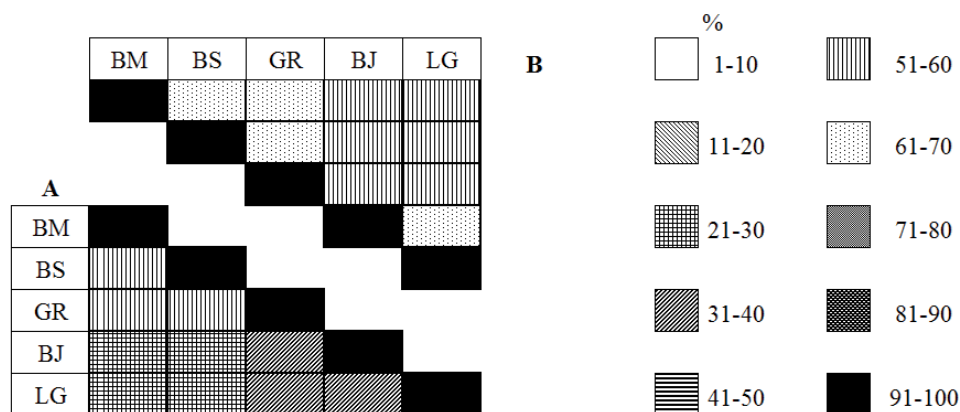 %
BM BS GR BJ LG
B
1-10 51-60
11-20 61-70
A
BM
21-30 71-80
BS
GR
31-40 81-90
BJ
LG
41-50 91-100